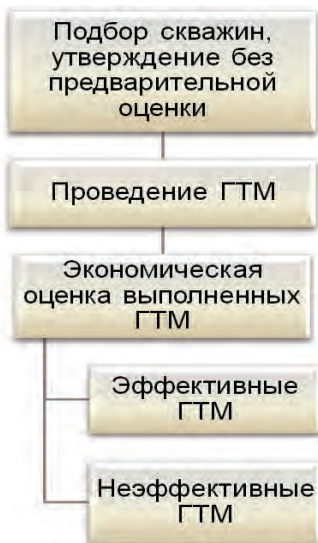 Подбор скважин,
утверждение без
предварительной
оценки
Проведение ГТМ
Экономическая
оценка выполненных
ГТМ
Эффективные
ГТМ
Неэффективные
ГТМ